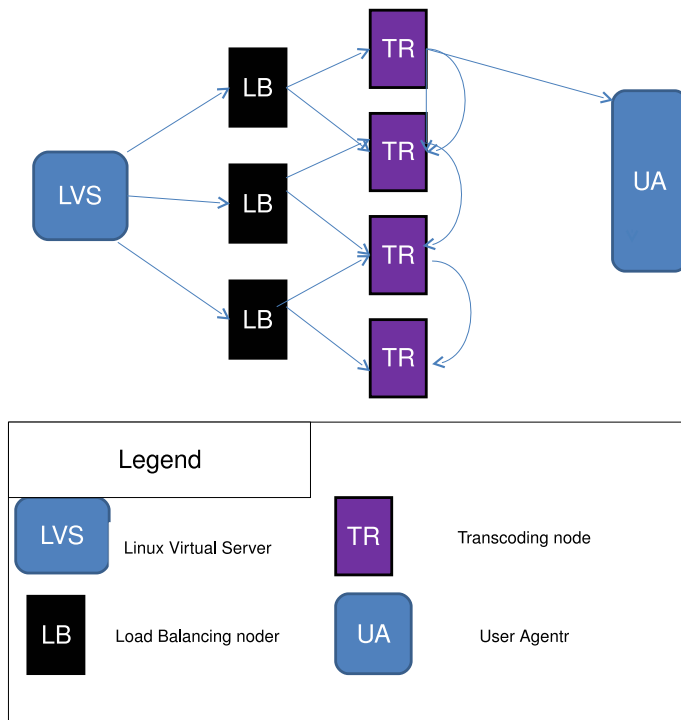 TR
LB
TR
LVS
LB
UA
TR
LB
TR
Legend
LVS
Linux Virtual Server
TR
Transcoding node
LB
Load Balancing noder
UA
User Agentr